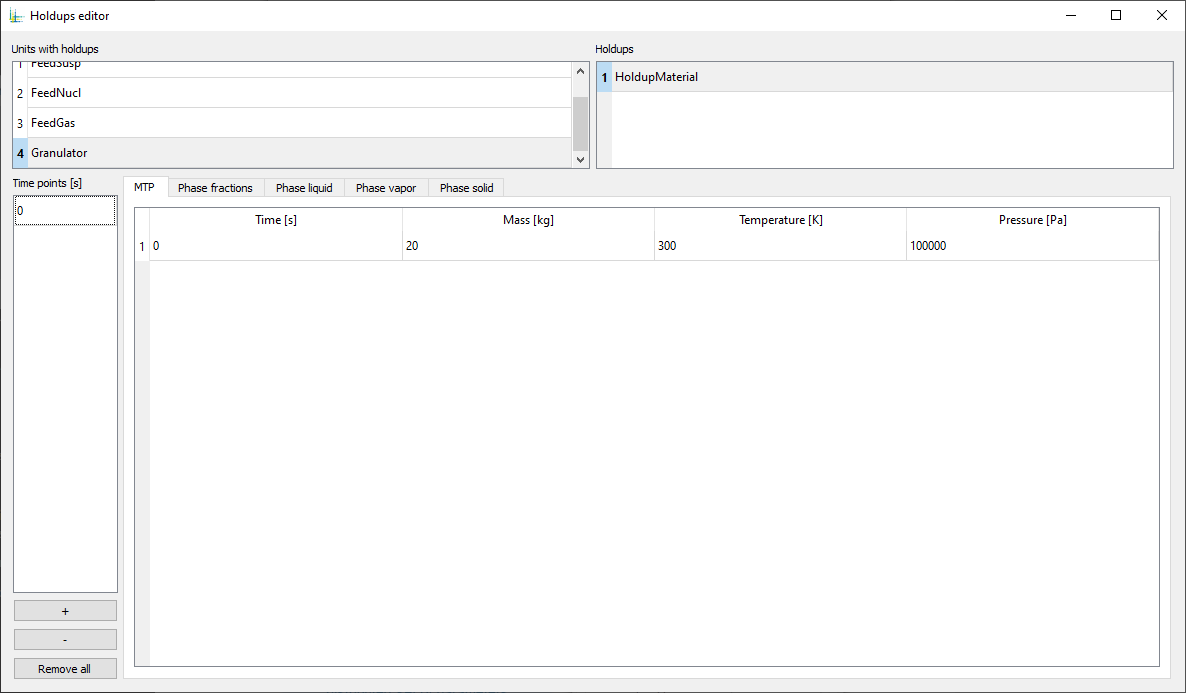 Holdups editor
Units with holdups
Holdups
1 FeedSusp
2 FeedNucl
3 FeedGas
4 Granulator
1 HoldupMaterial
Time points [s]
0
MTP Phase fractions Phase liquid Phase vapor Phase solid
Time [s] Mass [kg] Temperature [K] Pressure [Pa]
1 0 20 300 100000
+
-
Remove all